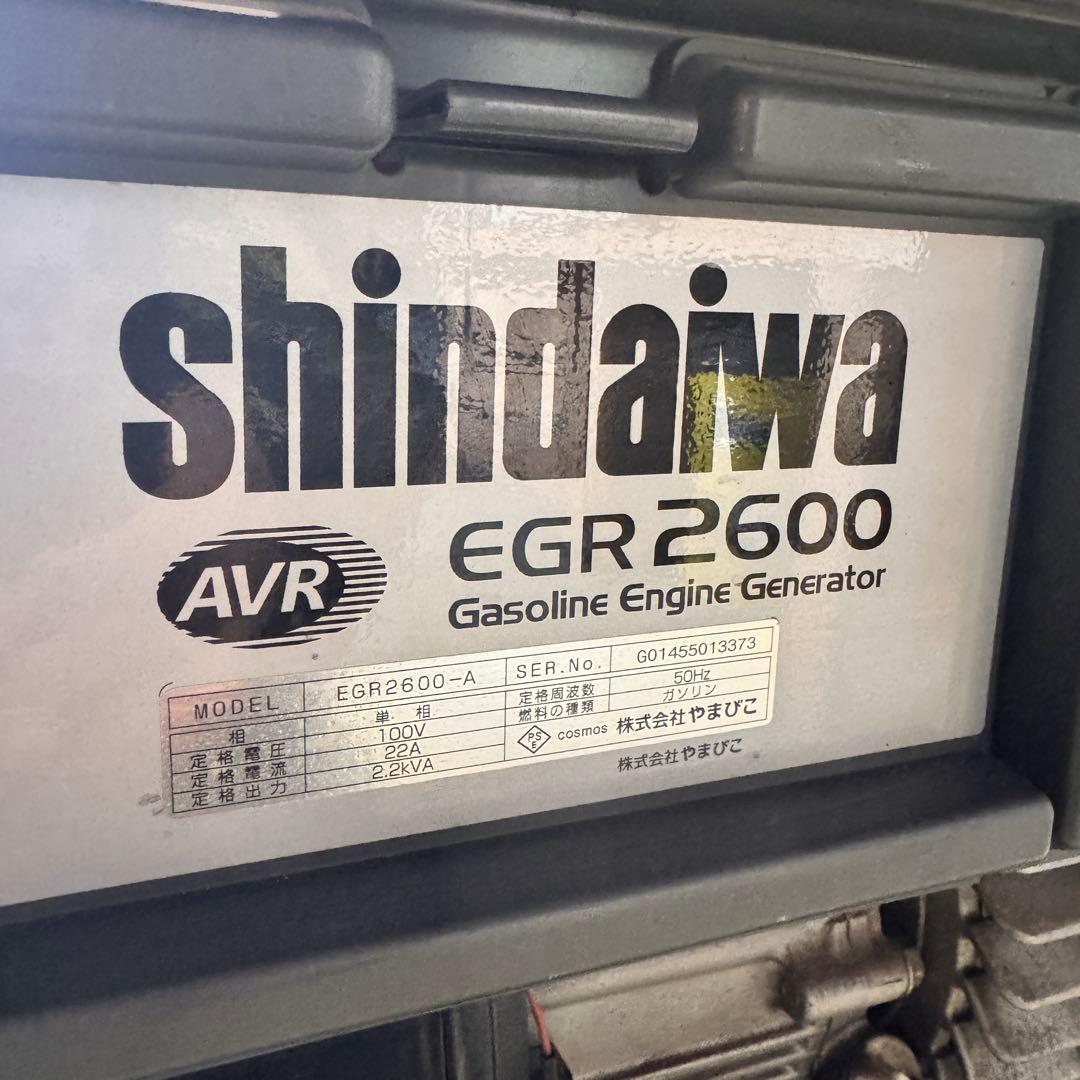 shindaiwa
AVR
EGR 2600
Gasoline Engine Generator
MODEL EGR2600-A SER.No. G01455013373
相 単相 定格周波数 50Hz
定格電圧 100V 燃料の種類 ガソリン
定格電流 22A
定格出力 2.2kVA
PSE cosmos 株式会社やまびこ
株式会社やまびこ